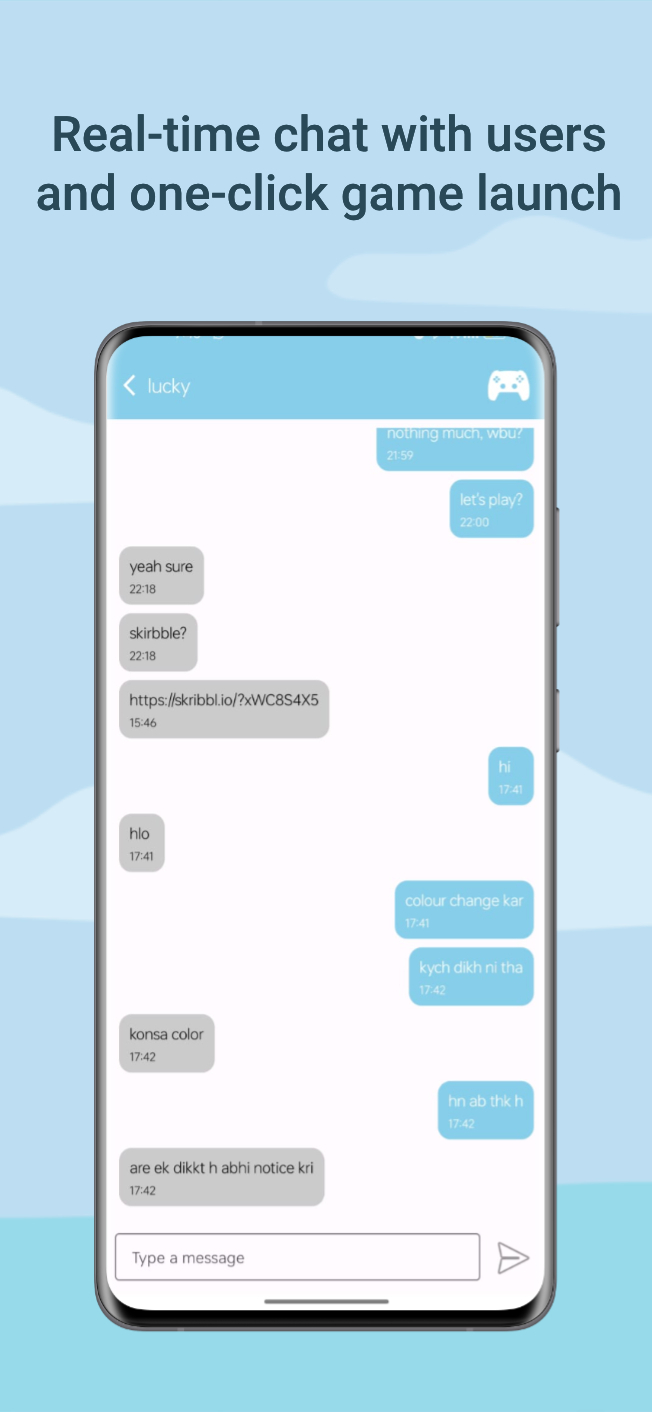 Real-time chat with users
and one-click game launch
lucky
nothing much, wbu?
21:59
let's play?
22:00
yeah sure
22:18
skirbble?
22:18
https://skribbl.io/?xWC8S4X5
15:46
hi
17:41
hlo
17:41
colour change kar
17:41
kych dikh ni tha
17:42
konsa color
17:42
hn ab thk h
17:42
are ek dikkt h abhi notice kri
17:42
Type a message